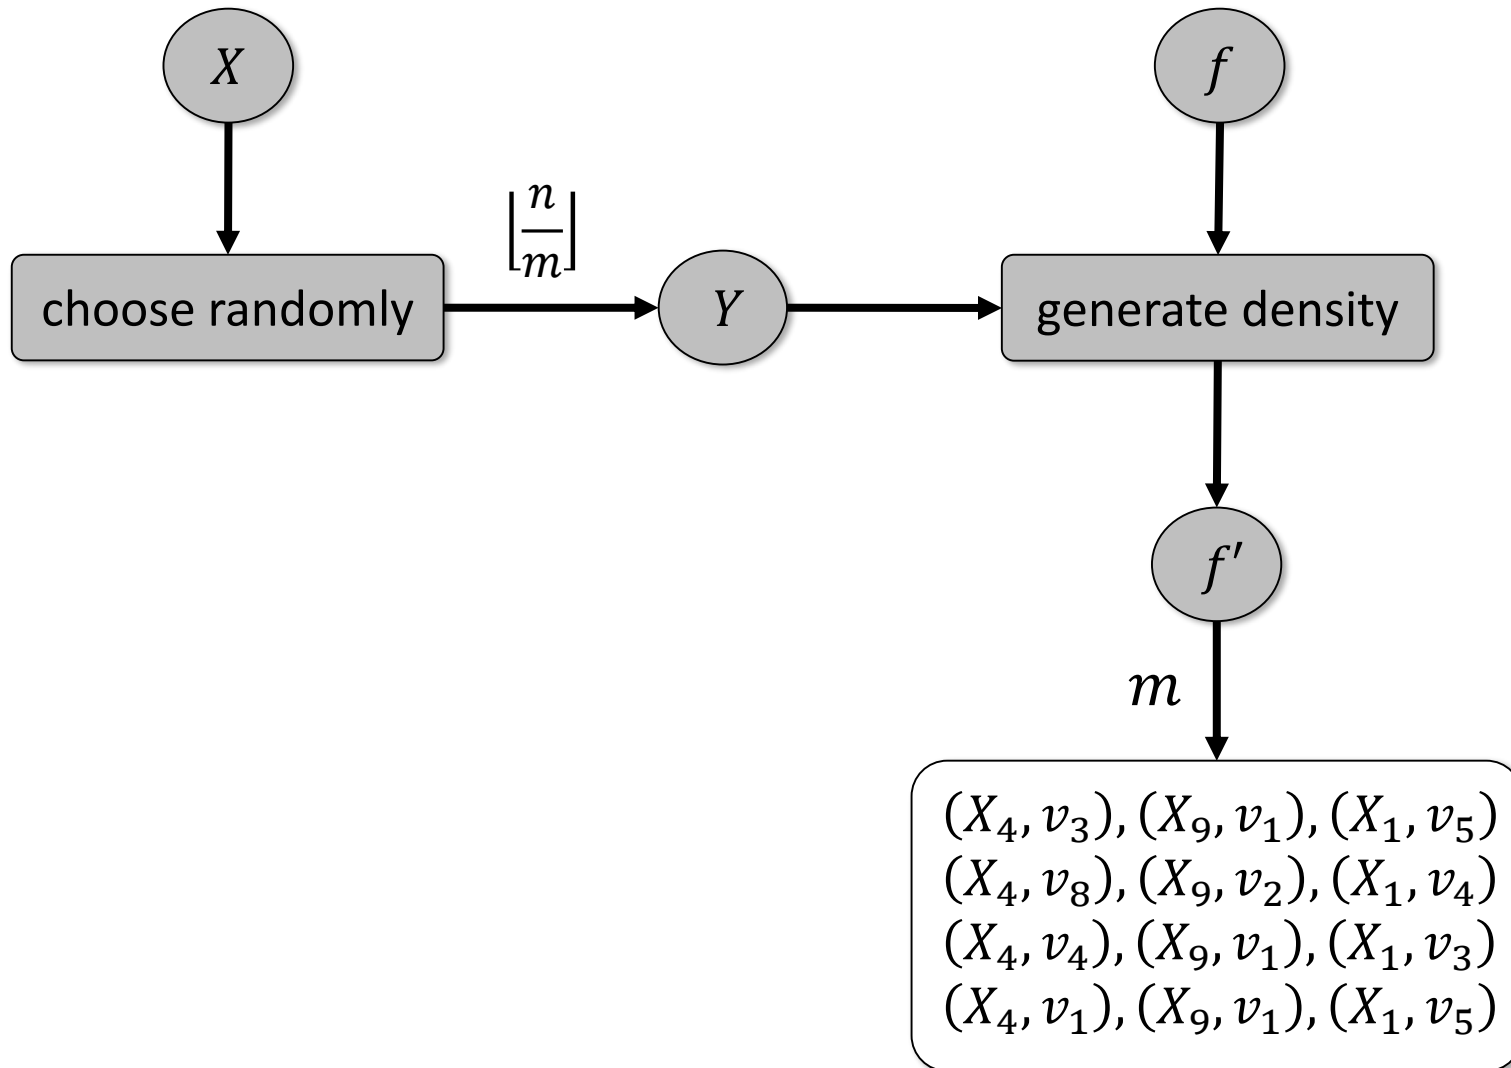 X
f
⌊n/m⌋
choose randomly
Y
generate density
f′
m
(X₄, v₃), (X₉, v₁), (X₁, v₅)
(X₄, v₈), (X₉, v₂), (X₁, v₄)
(X₄, v₄), (X₉, v₁), (X₁, v₃)
(X₄, v₁), (X₉, v₁), (X₁, v₅)